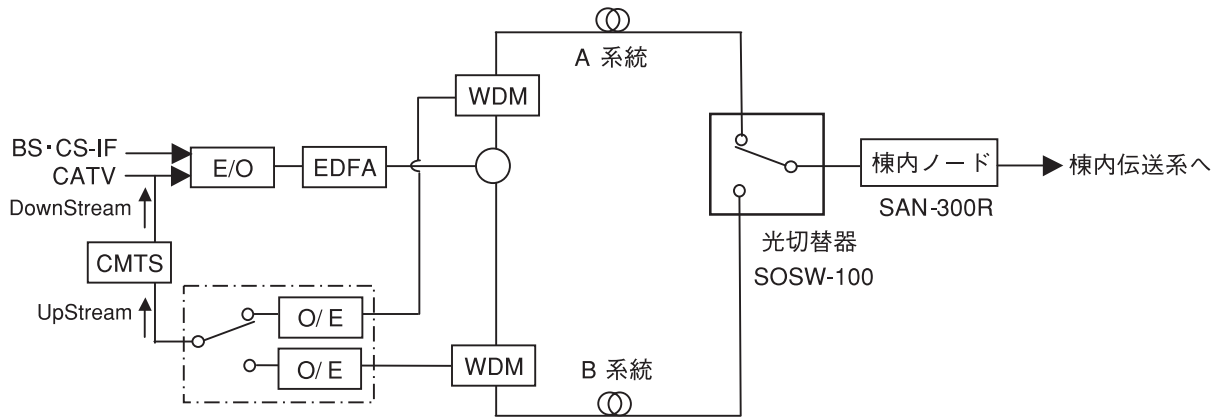 A 系統
WDM
BS・CS-IF
CATV
E/O
EDFA
DownStream
CMTS
UpStream
O/E
O/E
WDM
B 系統
光切替器
SOSW-100
棟内ノード
SAN-300R
棟内伝送系へ